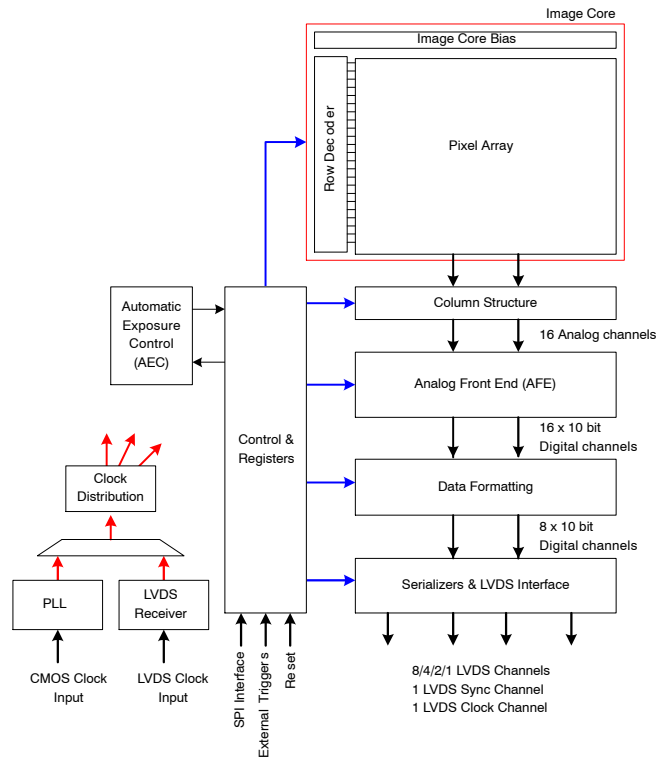 Image Core
Image Core Bias
Row Decoder
Pixel Array
Column Structure
16 Analog channels
Automatic
Exposure
Control
(AEC)
Analog Front End (AFE)
16 x 10 bit
Digital channels
Control &
Registers
Clock
Distribution
Data Formatting
8 x 10 bit
Digital channels
PLL
LVDS
Receiver
Serializers & LVDS Interface
CMOS Clock
Input
LVDS Clock
Input
SPI Interface
External Triggers
Reset
8/4/2/1 LVDS Channels
1 LVDS Sync Channel
1 LVDS Clock Channel